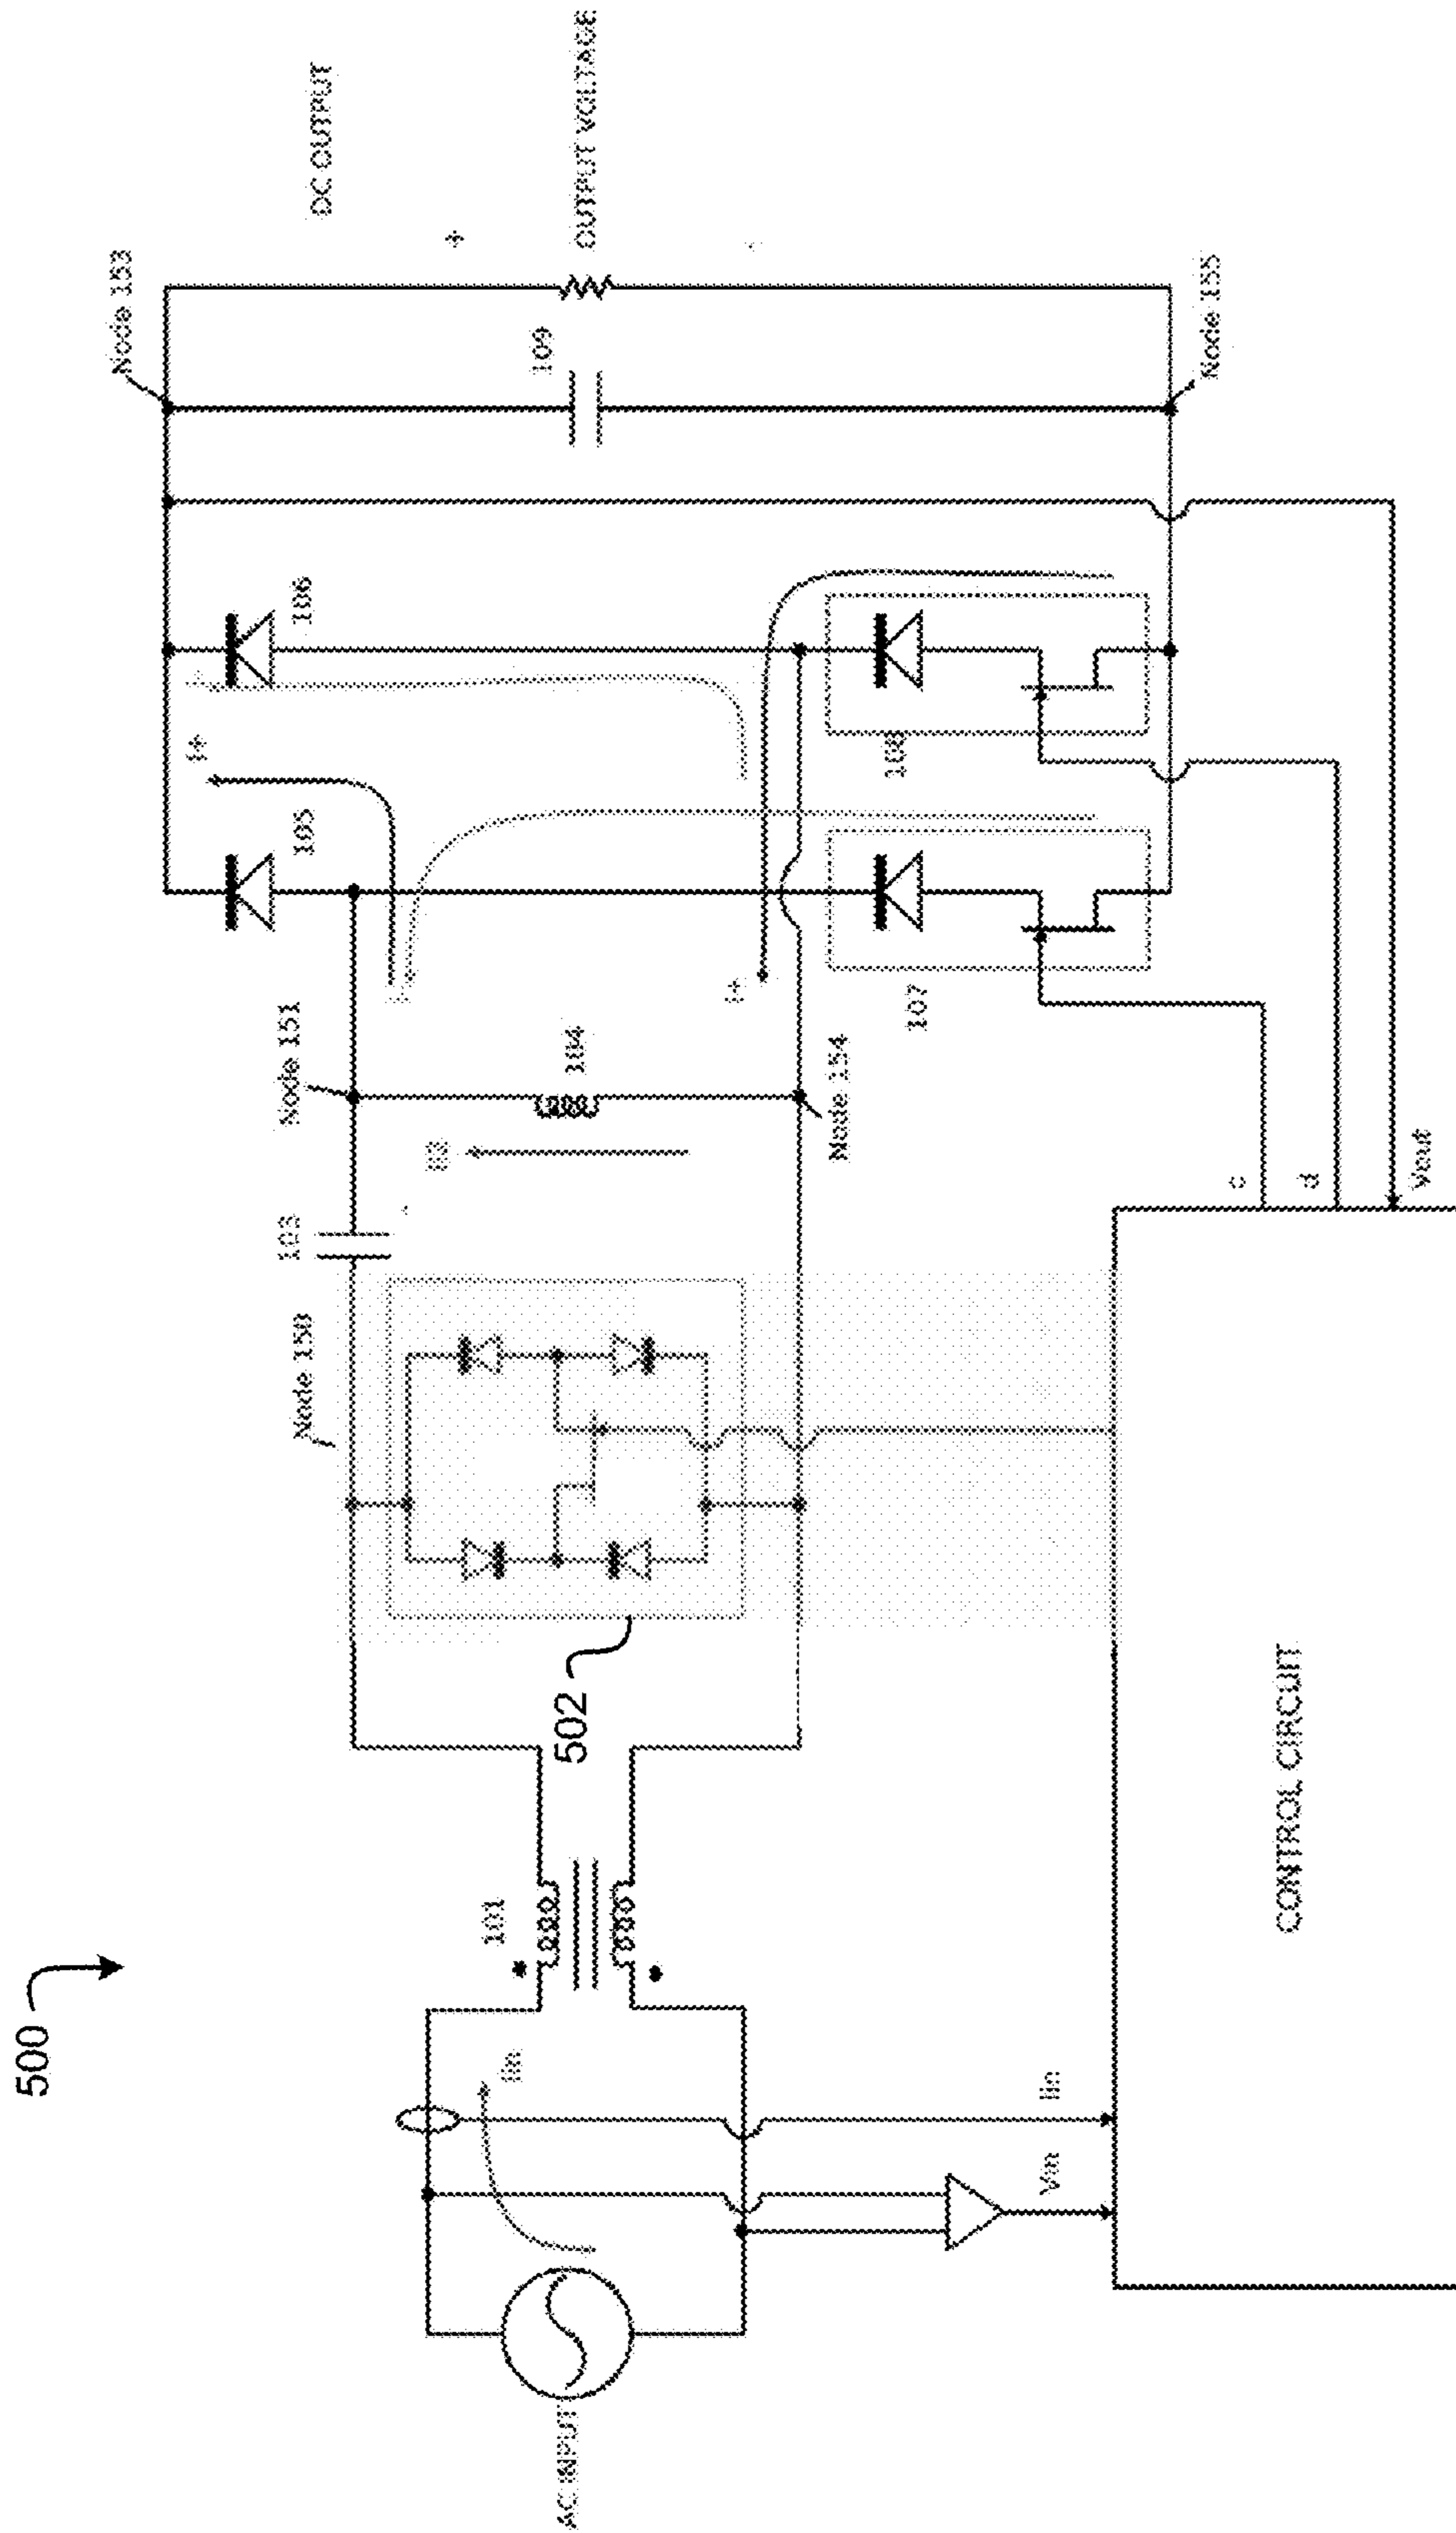 500
AC INPUT
Iin
101
502
Vin
Iin
CONTROL CIRCUIT
Node 150
103
Node 151
104
Node 154
105
106
I+
I+
107
108
109
Node 153
Node 155
DC OUTPUT
+
OUTPUT VOLTAGE
-
c
d
Vout